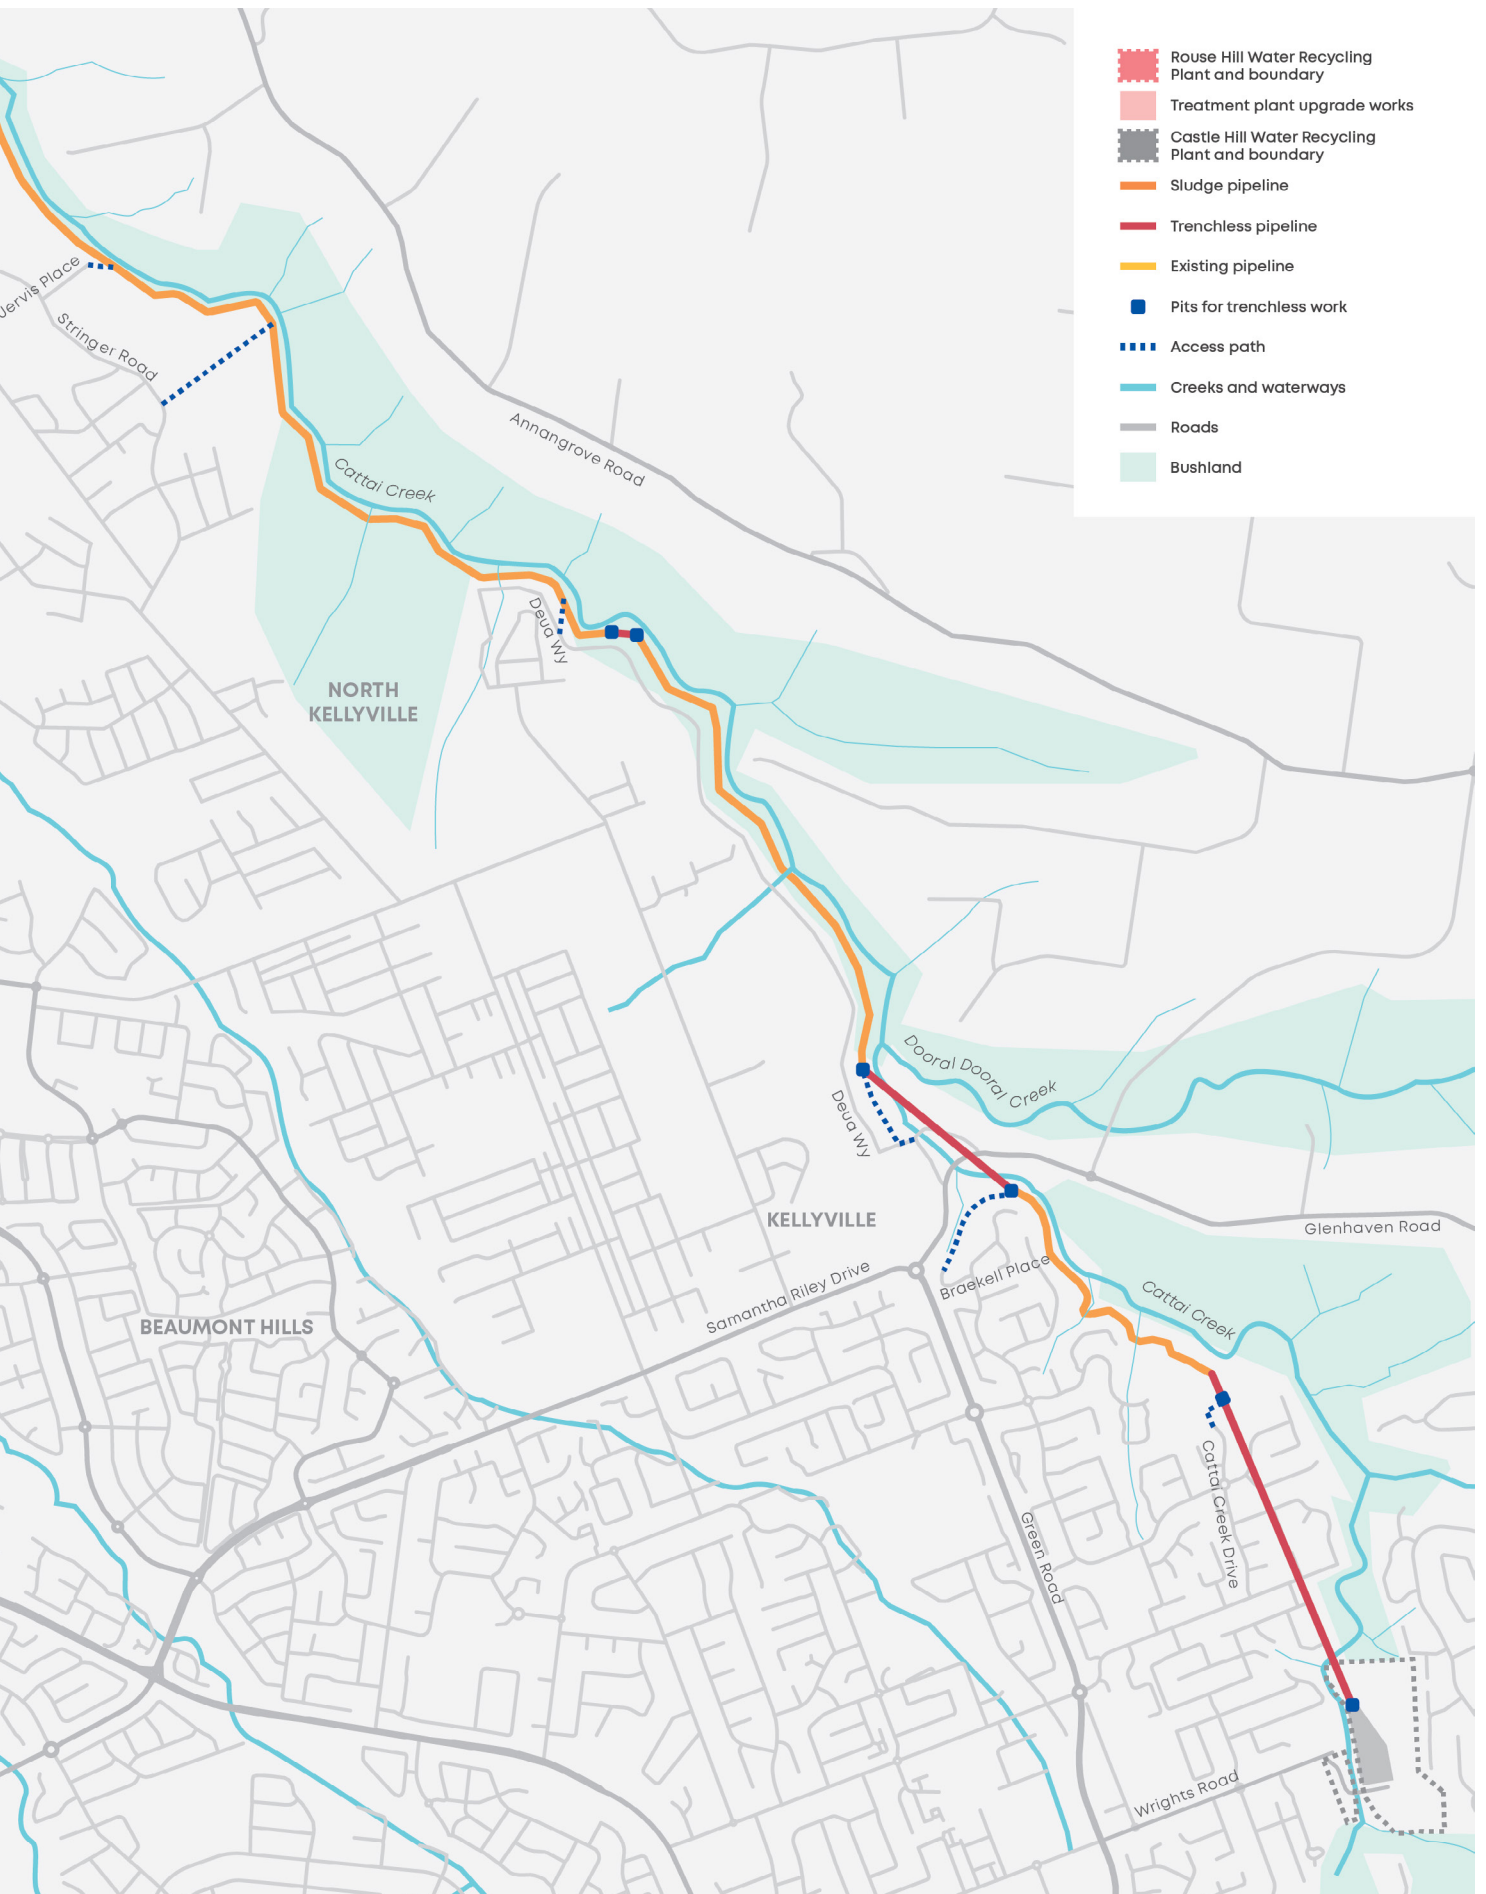 Rouse Hill Water Recycling
Plant and boundary
Treatment plant upgrade works
Castle Hill Water Recycling
Plant and boundary
Sludge pipeline
Trenchless pipeline
Existing pipeline
Pits for trenchless work
Access path
Creeks and waterways
Roads
Bushland
Jervis Place
Stringer Road
Annangrove Road
Cattai Creek
Deua Wy
NORTH
KELLYVILLE
Dooral Dooral Creek
Deua Wy
KELLYVILLE
Glenhaven Road
Braekell Place
Samantha Riley Drive
Cattai Creek
BEAUMONT HILLS
Cattai Creek Drive
Green Road
Wrights Road